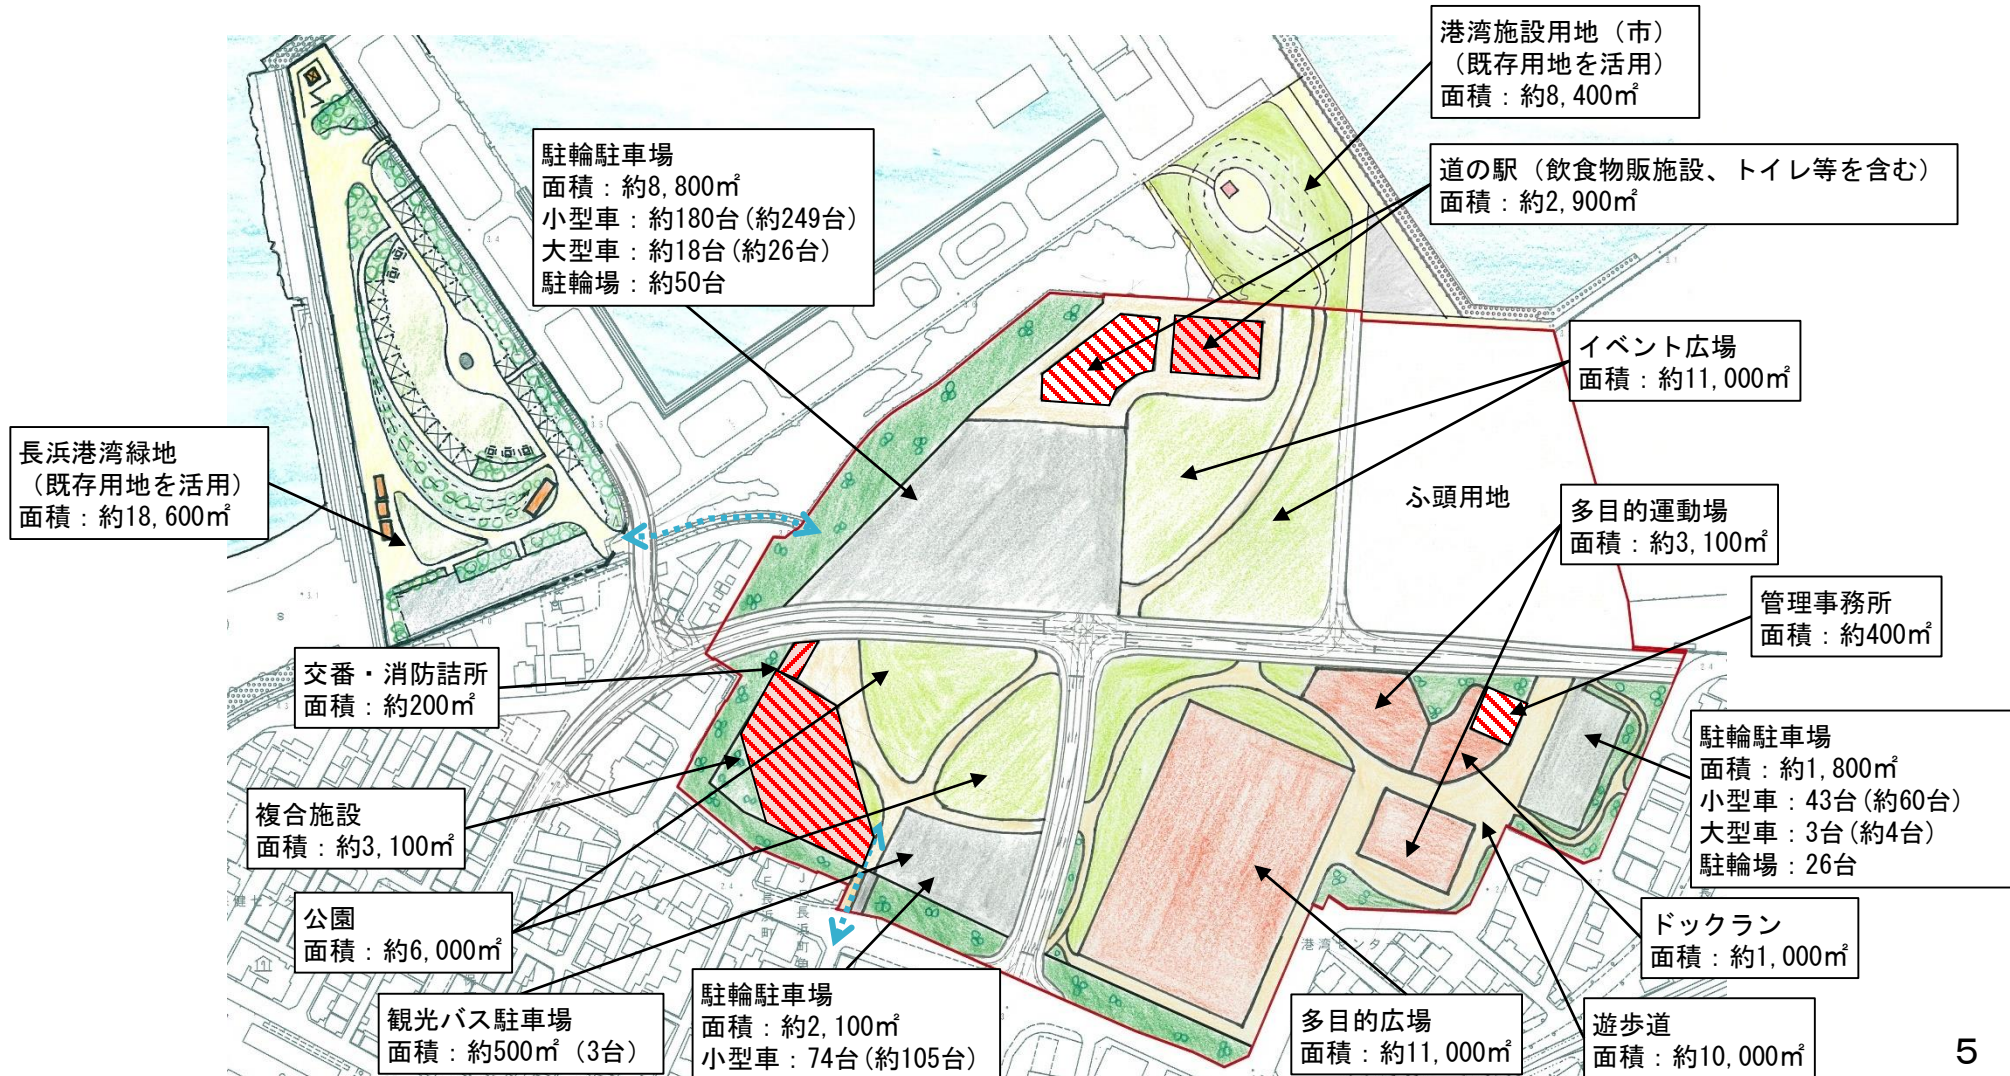 港湾施設用地（市）
（既存用地を活用）
面積：約8,400㎡
駐輪駐車場
面積：約8,800㎡
小型車：約180台(約249台)
大型車：約18台(約26台)
駐輪場：約50台
道の駅（飲食物販施設、トイレ等を含む）
面積：約2,900㎡
イベント広場
面積：約11,000㎡
長浜港湾緑地
（既存用地を活用）
面積：約18,600㎡
ふ頭用地
多目的運動場
面積：約3,100㎡
管理事務所
面積：約400㎡
交番・消防詰所
面積：約200㎡
駐輪駐車場
面積：約1,800㎡
小型車：43台(約60台)
大型車：3台(約4台)
駐輪場：26台
複合施設
面積：約3,100㎡
公園
面積：約6,000㎡
ドックラン
面積：約1,000㎡
港湾センタ
観光バス駐車場
面積：約500㎡（3台）
駐輪駐車場
面積：約2,100㎡
小型車：74台(約105台)
多目的広場
面積：約11,000㎡
遊歩道
面積：約10,000㎡
5